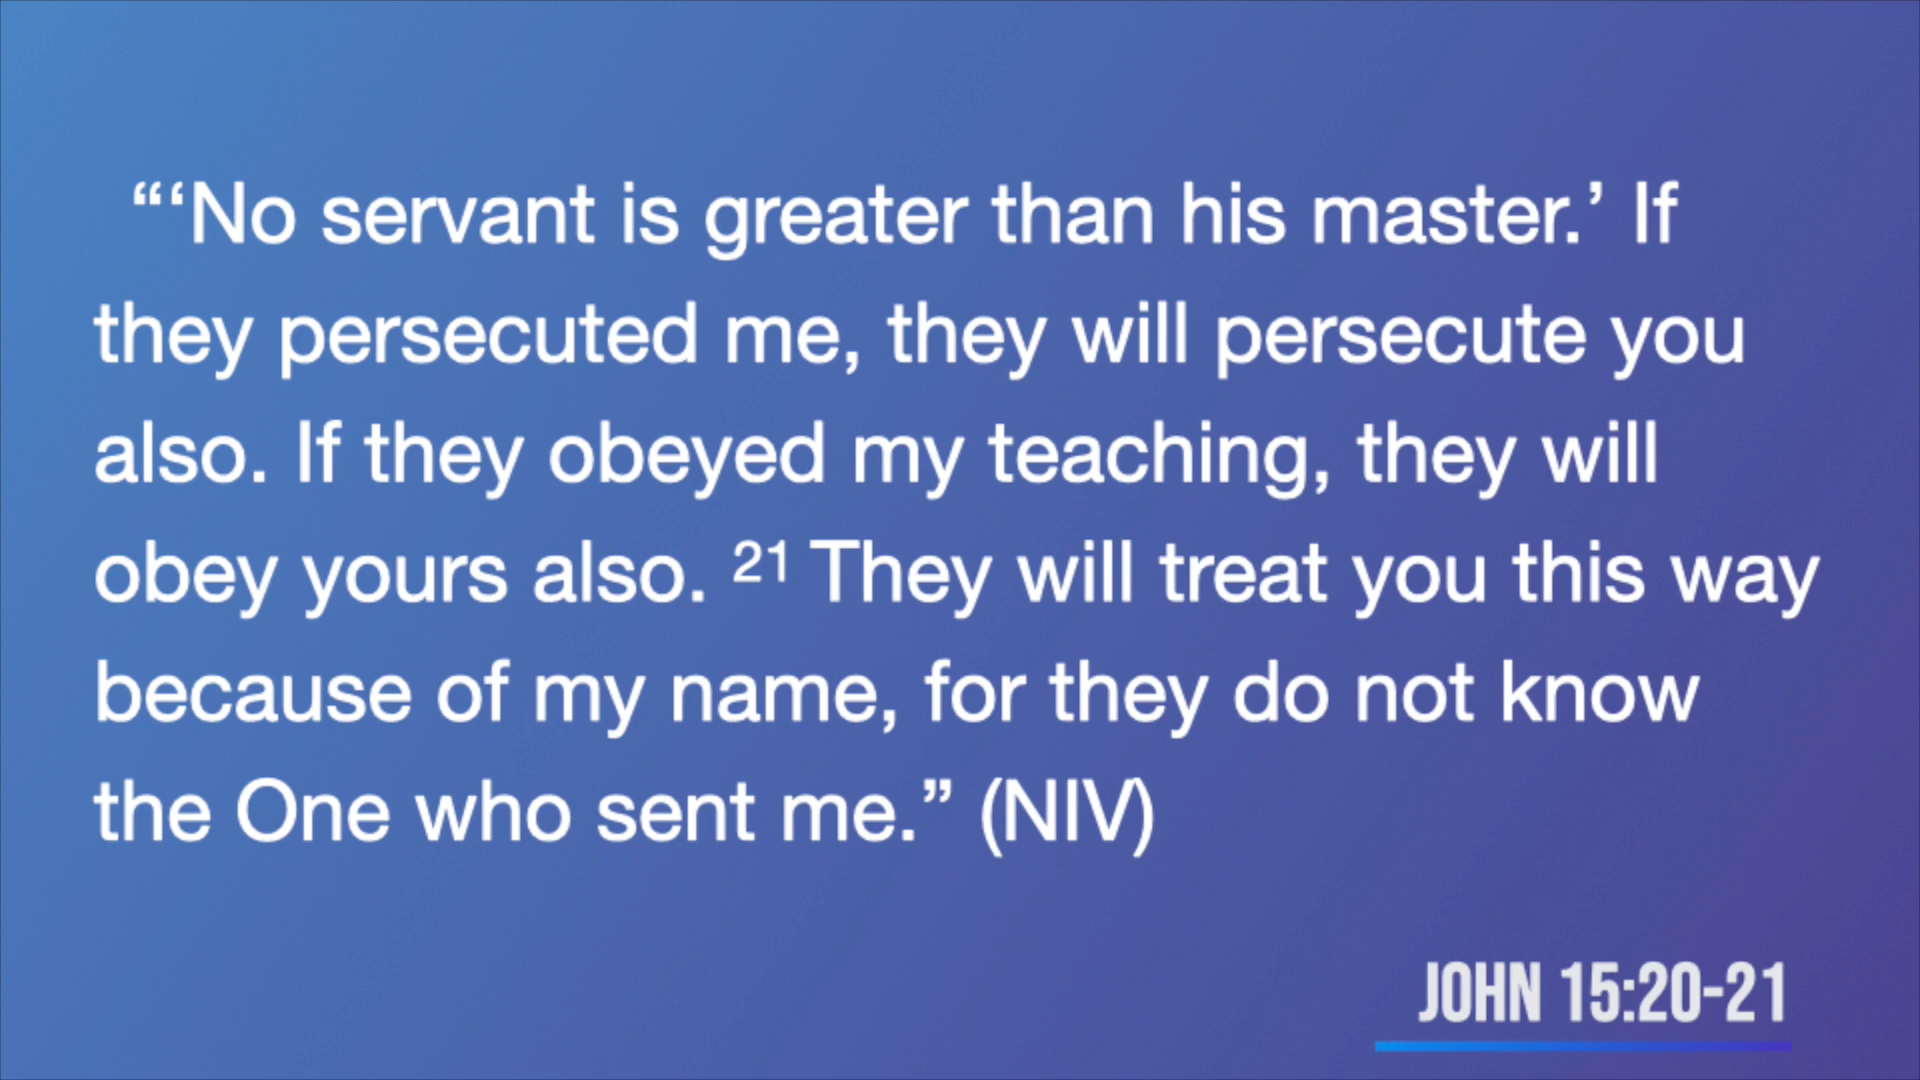 “‘No servant is greater than his master.’ If
they persecuted me, they will persecute you
also. If they obeyed my teaching, they will
obey yours also. ²¹ They will treat you this way
because of my name, for they do not know
the One who sent me.” (NIV)
JOHN 15:20-21